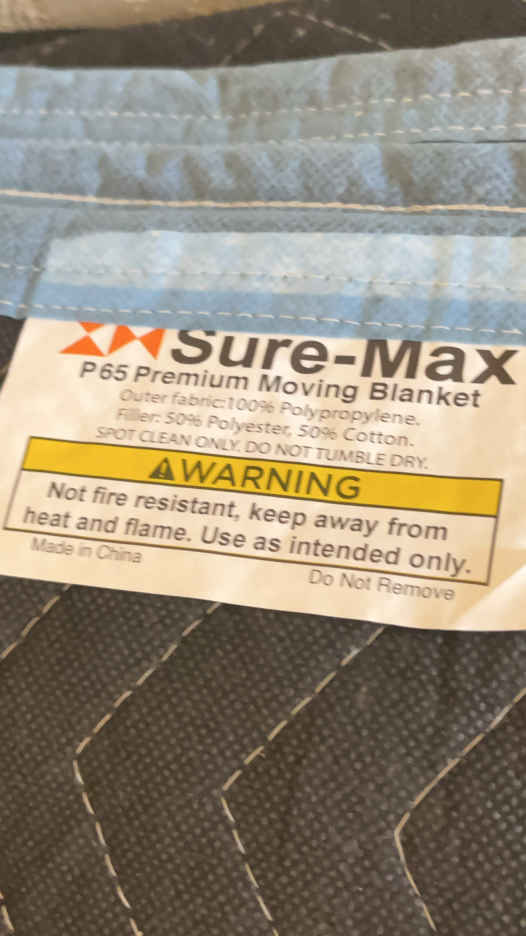 Sure-Max
P65 Premium Moving Blanket
Outer fabric:100% Polypropylene.
Filler: 50% Polyester, 50% Cotton.
SPOT CLEAN ONLY. DO NOT TUMBLE DRY.
WARNING
Not fire resistant, keep away from
heat and flame. Use as intended only.
Made in China
Do Not Remove